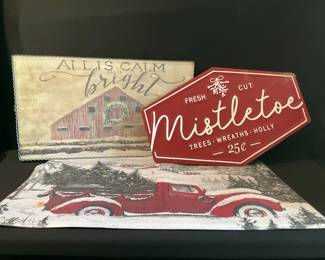 ALL IS CALM
bright
FRESH CUT
Mistletoe
TREES • WREATHS • HOLLY
25¢